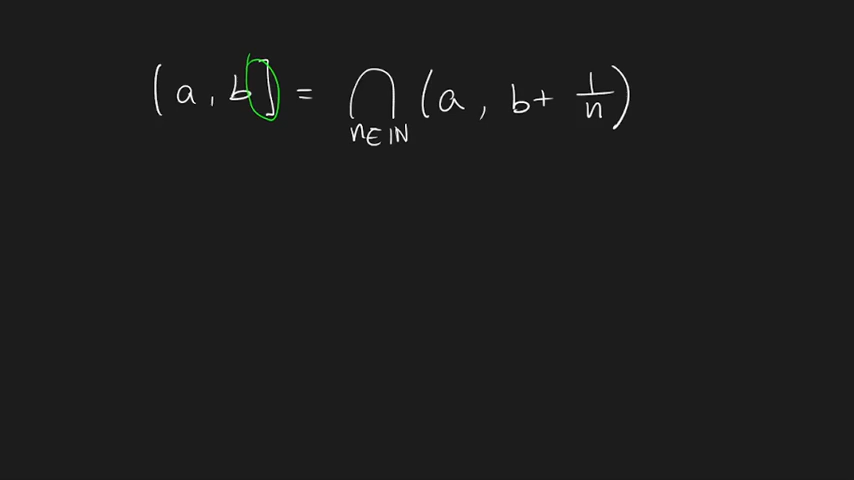 (a, b] = ⋂ (a, b + 1/n)
n∈ℕ